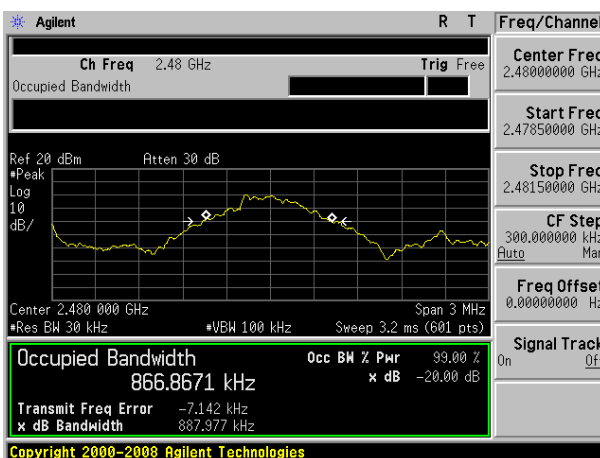 Agilent R T Freq/Channel
Ch Freq 2.48 GHz Trig Free
Occupied Bandwidth
Center Freq
2.48000000 GHz
Start Freq
2.47850000 GHz
Stop Freq
2.48150000 GHz
CF Step
300.000000 kHz
Auto Man
Freq Offset
0.00000000 Hz
Signal Track
On Off
Ref 20 dBm Atten 30 dB
#Peak
Log
10
dB/
Center 2.480 000 GHz Span 3 MHz
#Res BW 30 kHz #VBW 100 kHz Sweep 3.2 ms (601 pts)
Occupied Bandwidth Occ BW % Pwr 99.00 %
866.8671 kHz x dB -20.00 dB
Transmit Freq Error -7.142 kHz
x dB Bandwidth 887.977 kHz
Copyright 2000-2008 Agilent Technologies